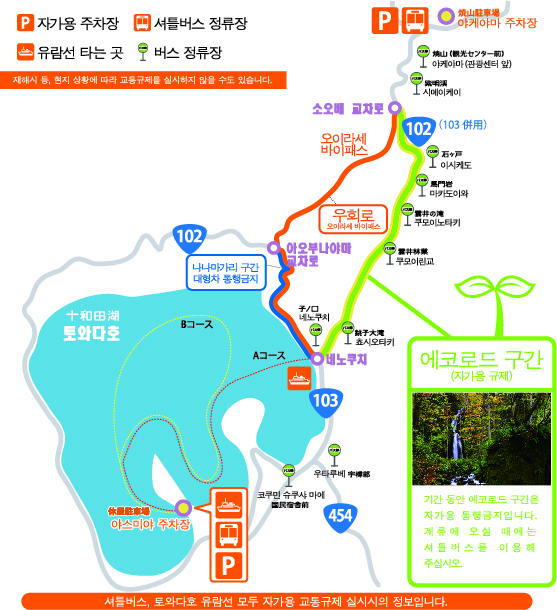 P 자가용 주차장
셔틀버스 정류장
유람선 타는 곳
버스 정류장
재해시 등, 현지 상황에 따라 교통규제를 실시하지 않을 수도 있습니다.
P
焼山駐車場
야케야마 주차장
焼山 (観光センター前)
야케야마 (관광센터 앞)
시메이케이
소오베 교차로
102
(103 併用)
오이라세
바이패스
石ヶ戸
이시게도
馬門岩
마카도이와
우회로
오이라세 바이패스
雲井の滝
쿠모이노타키
102
아오부나야마
교차로
雲井林業
쿠모이린교
나나마가리 구간
대형차 통행금지
十和田湖
토와다호
Bコース
子ノ口
네노쿠치
銚子大滝
쵸시오타키
Aコース
네노쿠치
103
에코로드 구간
(자가용 규제)
우타루베 宇樽部
코쿠민 슈쿠샤 마에
国民宿舎前
454
休屋駐車場
야스미야 주차장
P
기간 동안 에코로드 구간은
자가용 통행금지입니다.
계류에 오실 때에는
셔틀버스를 이용해
주십시오.
셔틀버스, 토와다호 유람선 모두 자가용 교통규제 실시시의 정보입니다.